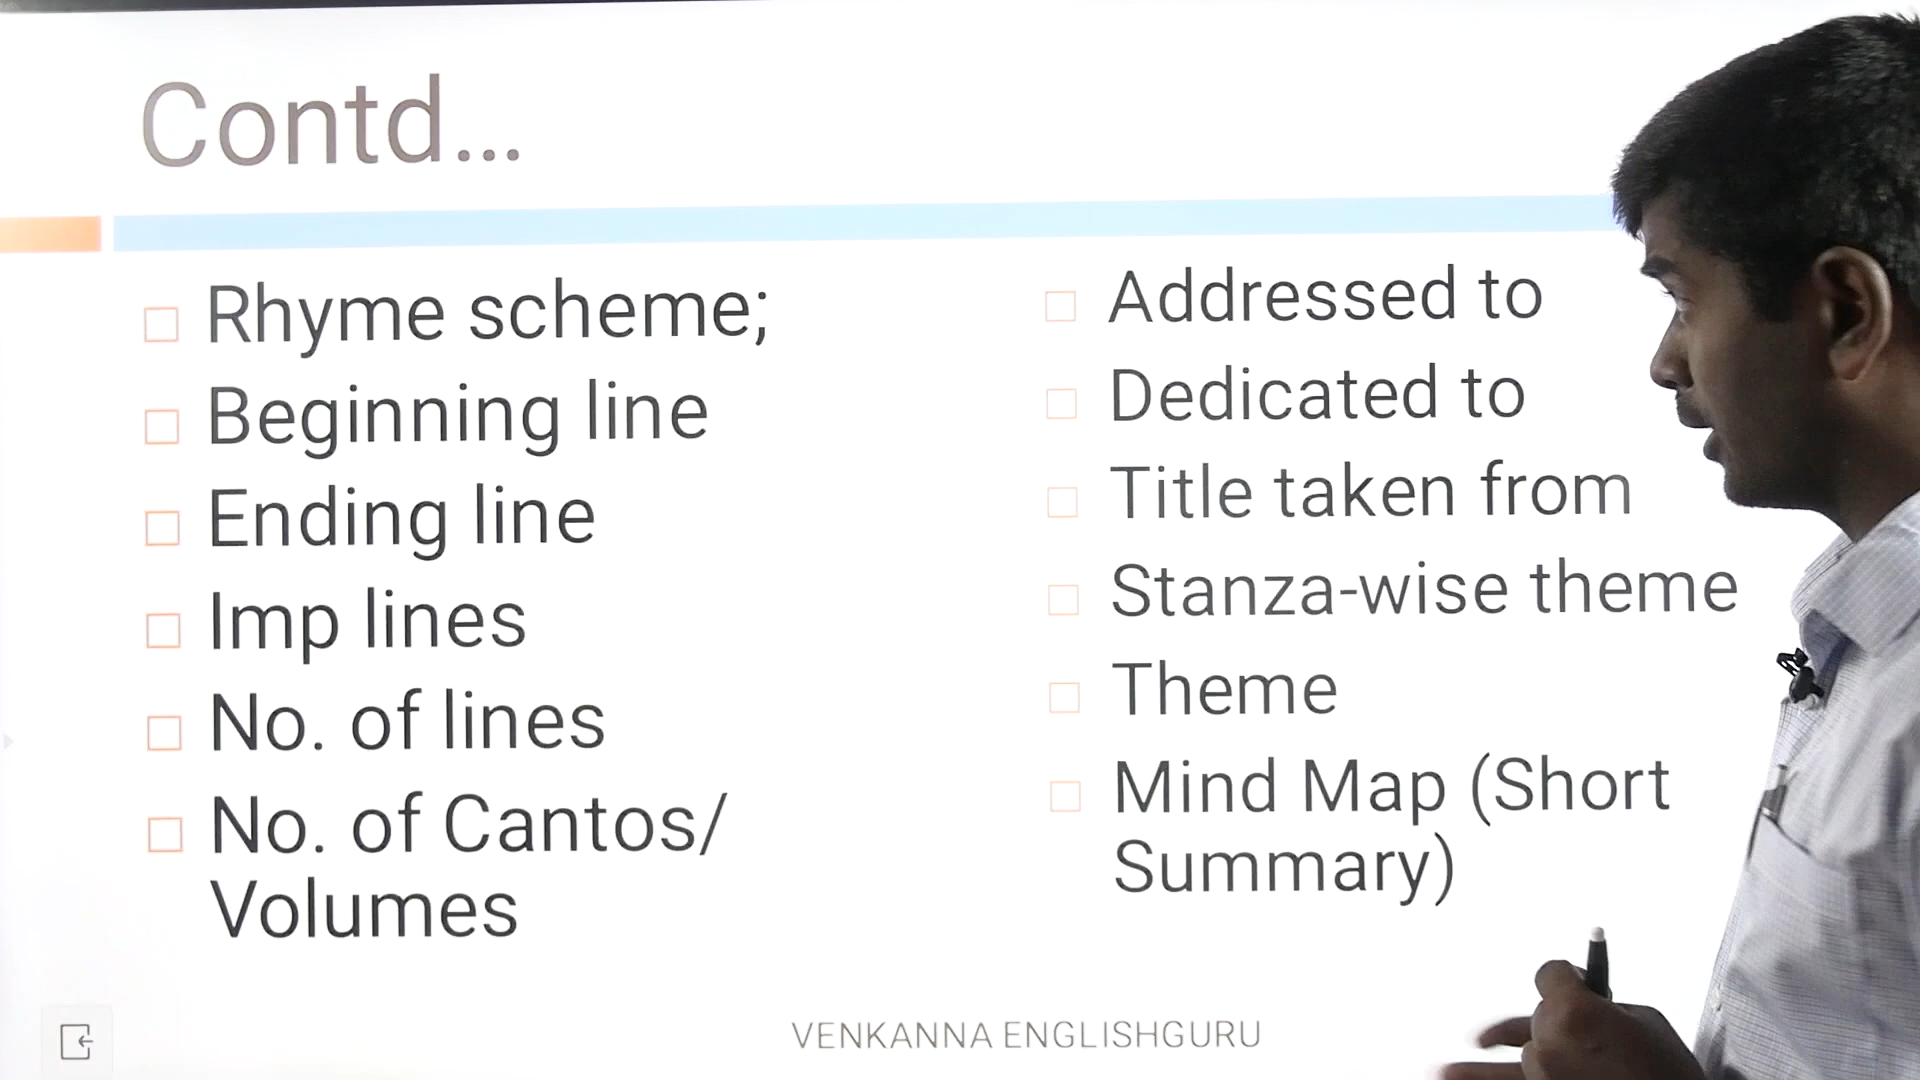 Contd...
Rhyme scheme;
Beginning line
Ending line
Imp lines
No. of lines
No. of Cantos/
Volumes
Addressed to
Dedicated to
Title taken from
Stanza-wise theme
Theme
Mind Map (Short
Summary)
VENKANNA ENGLISHGURU